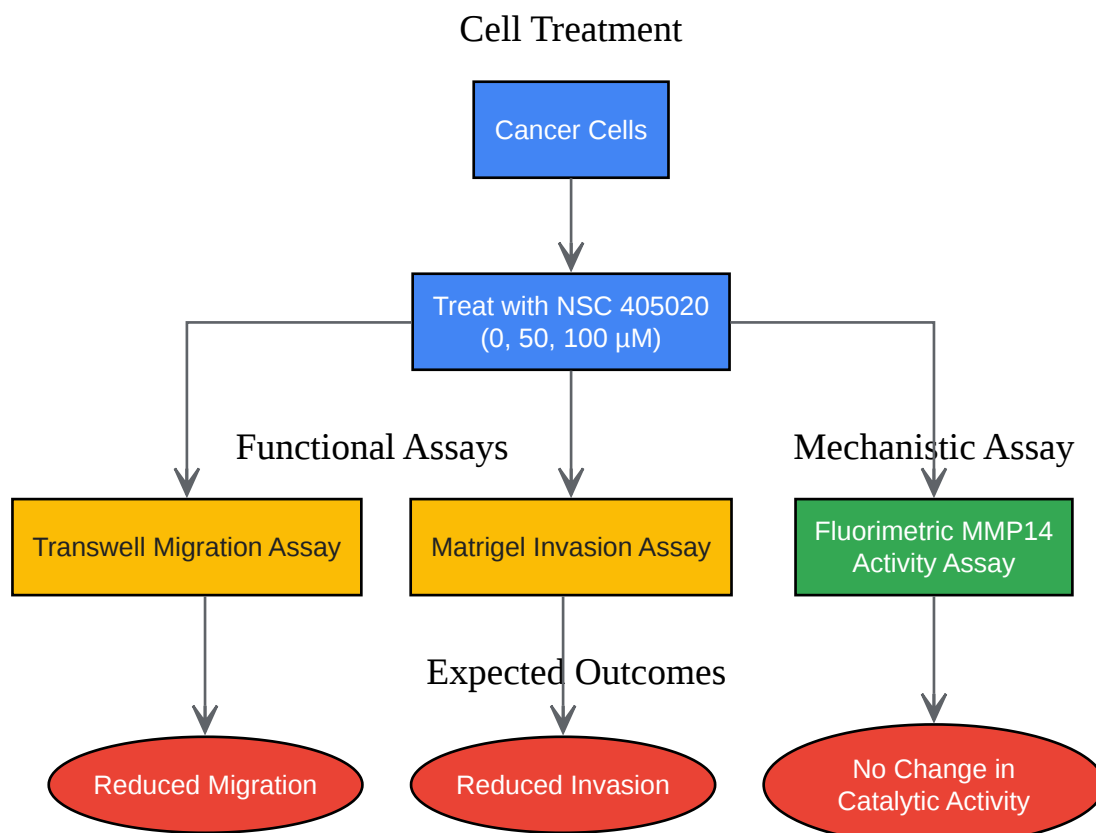 Cell Treatment
Cancer Cells
Treat with NSC 405020
(0, 50, 100 µM)
Functional Assays
Mechanistic Assay
Transwell Migration Assay
Matrigel Invasion Assay
Fluorimetric MMP14
Activity Assay
Expected Outcomes
Reduced Migration
Reduced Invasion
No Change in
Catalytic Activity